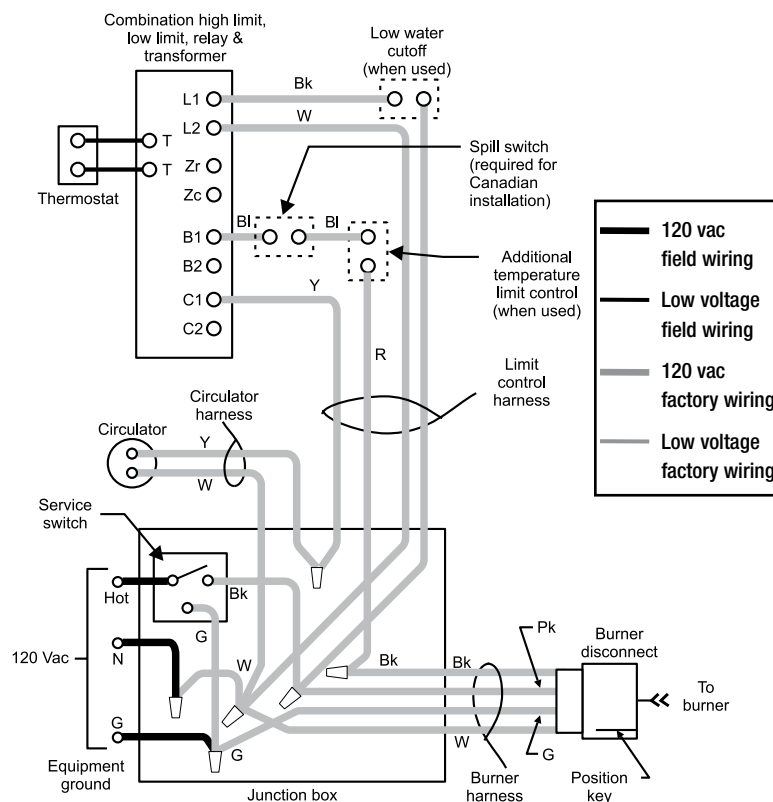 Combination high limit,
low limit, relay &
transformer
Low water
cutoff
(when used)
L1
Bk
L2
W
T
T
Thermostat
Zr
Zc
Spill switch
(required for
Canadian
installation)
B1
Bl
Bl
B2
C1
Y
C2
Additional
temperature
limit control
(when used)
R
120 vac
field wiring
Low voltage
field wiring
120 vac
factory wiring
Low voltage
factory wiring
Limit
control
harness
Circulator
harness
Circulator
Y
W
Service
switch
Hot
Bk
G
120 Vac
N
W
G
G
Equipment
ground
Junction box
Bk
Bk
Pk
Burner
disconnect
To
burner
W
G
Burner
harness
Position
key